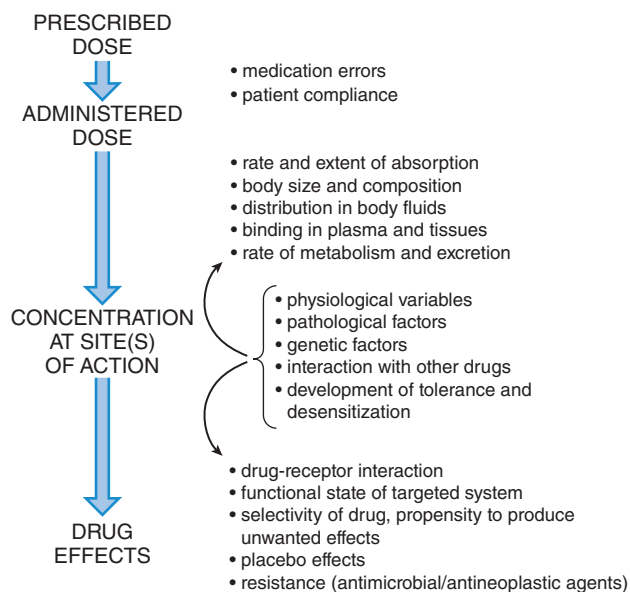 PRESCRIBED
DOSE
• medication errors
• patient compliance
ADMINISTERED
DOSE
• rate and extent of absorption
• body size and composition
• distribution in body fluids
• binding in plasma and tissues
• rate of metabolism and excretion
CONCENTRATION
AT SITE(S)
OF ACTION
• physiological variables
• pathological factors
• genetic factors
• interaction with other drugs
• development of tolerance and
desensitization
• drug-receptor interaction
• functional state of targeted system
• selectivity of drug, propensity to produce
unwanted effects
• placebo effects
• resistance (antimicrobial/antineoplastic agents)
DRUG
EFFECTS